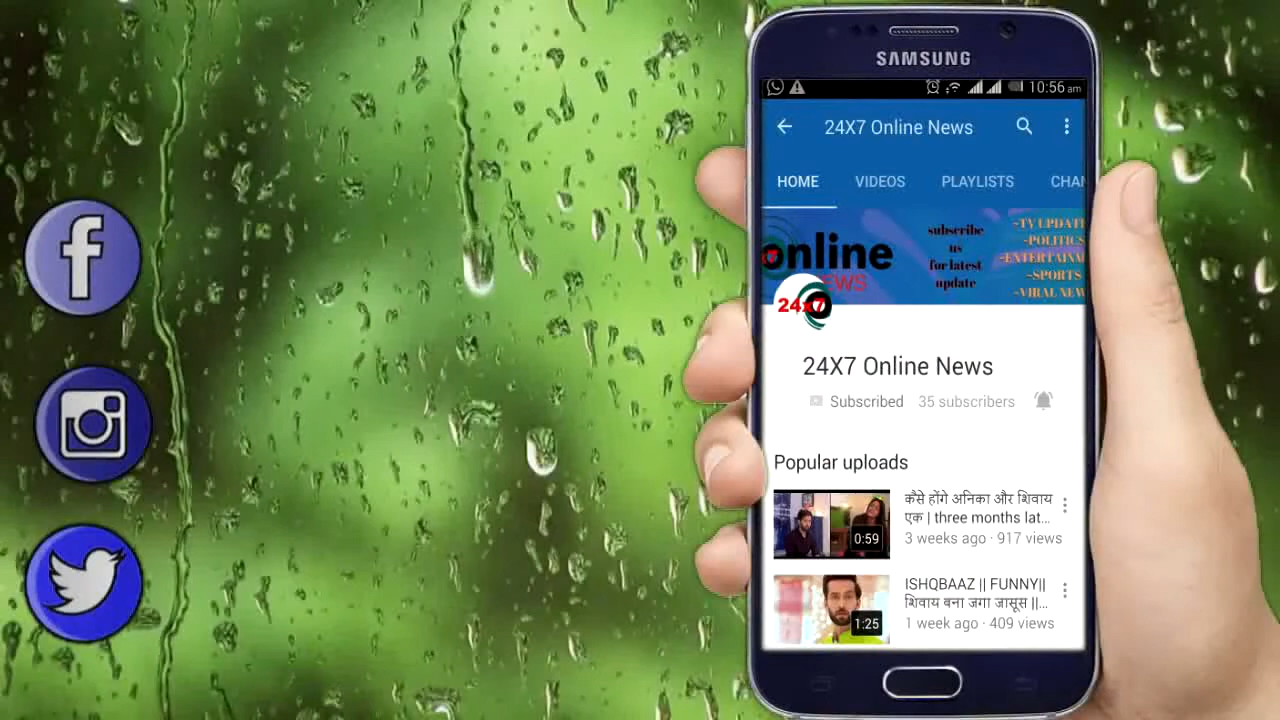 SAMSUNG
10:56 am
24X7 Online News
HOME VIDEOS PLAYLISTS CHAN
online
NEWS
subscribe
us
for latest
update
-TV UPDATE
-POLITICS
-ENTERTAINM
-SPORTS
-VIRAL NEW
24x7
24X7 Online News
Subscribed 35 subscribers
Popular uploads
कैसे होंगे अनिका और शिवाय
एक | three months lat...
3 weeks ago · 917 views
0:59
ISHQBAAZ || FUNNY||
शिवाय बना जगा जासूस ||...
1 week ago · 409 views
1:25